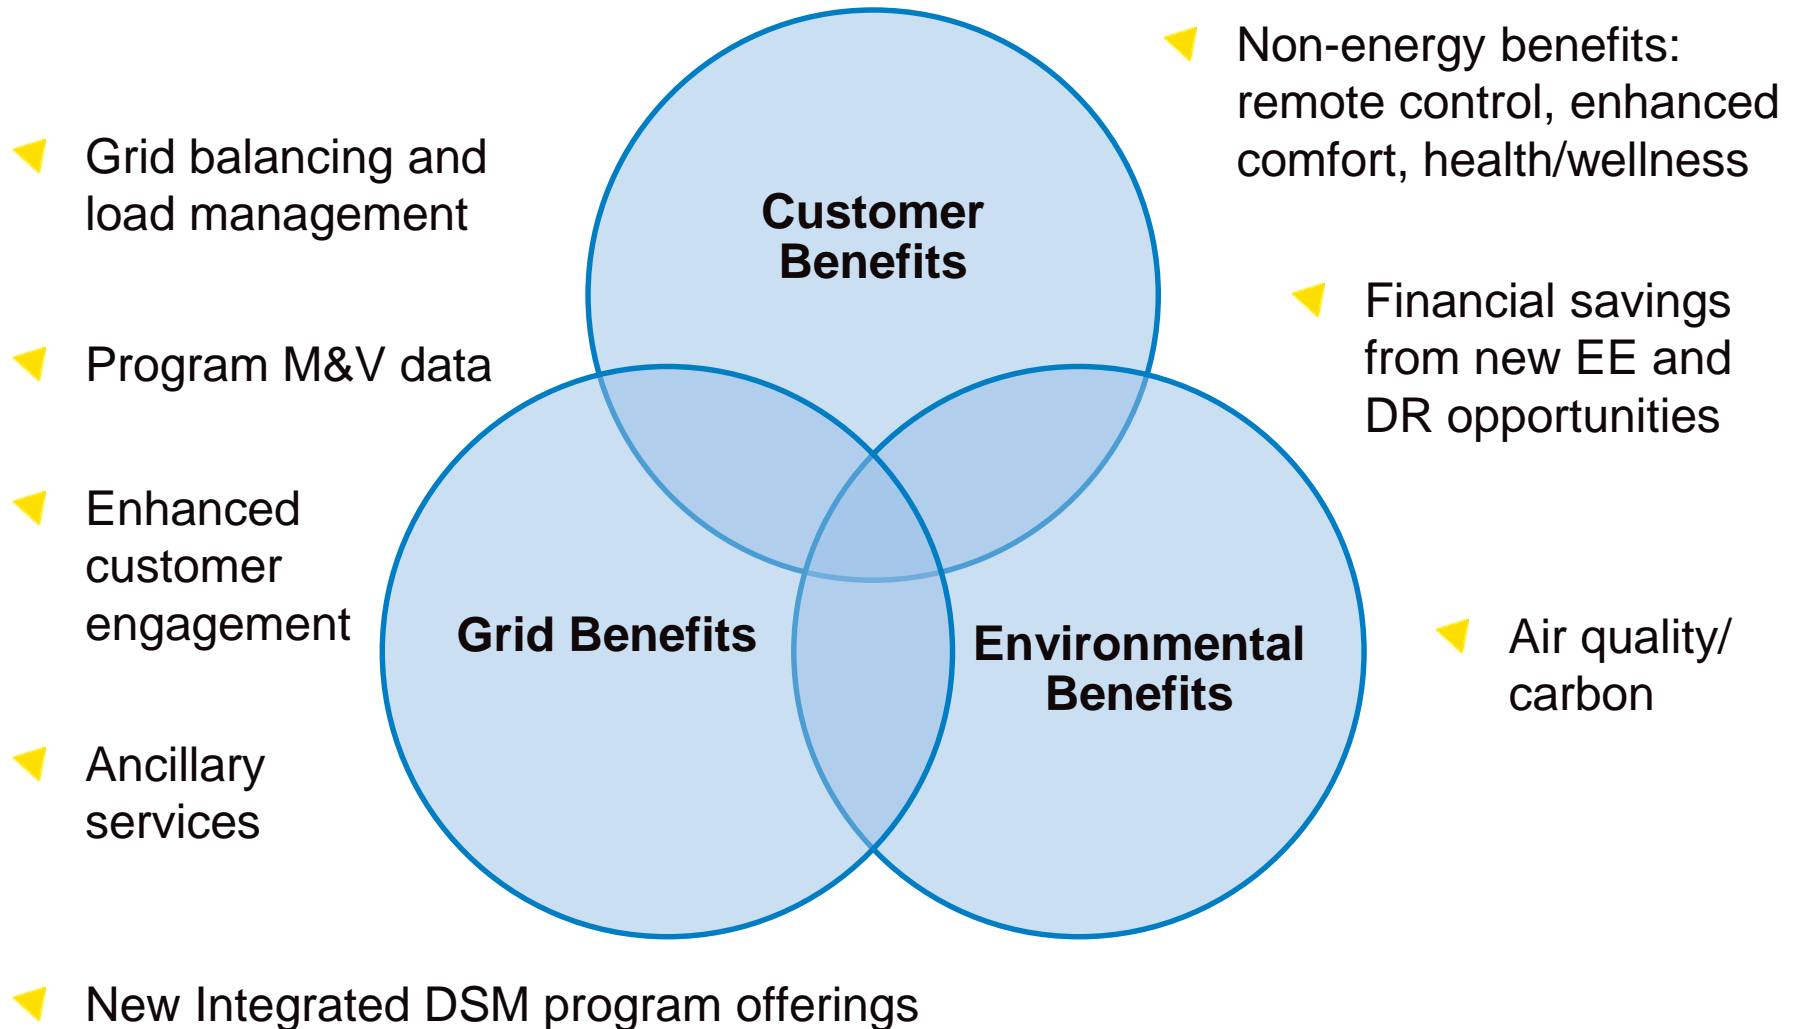 Non-energy benefits:
remote control, enhanced
comfort, health/wellness
Grid balancing and
load management
Customer
Benefits
Financial savings
from new EE and
DR opportunities
Program M&V data
Enhanced
customer
engagement
Grid Benefits
Environmental
Benefits
Air quality/
carbon
Ancillary
services
New Integrated DSM program offerings